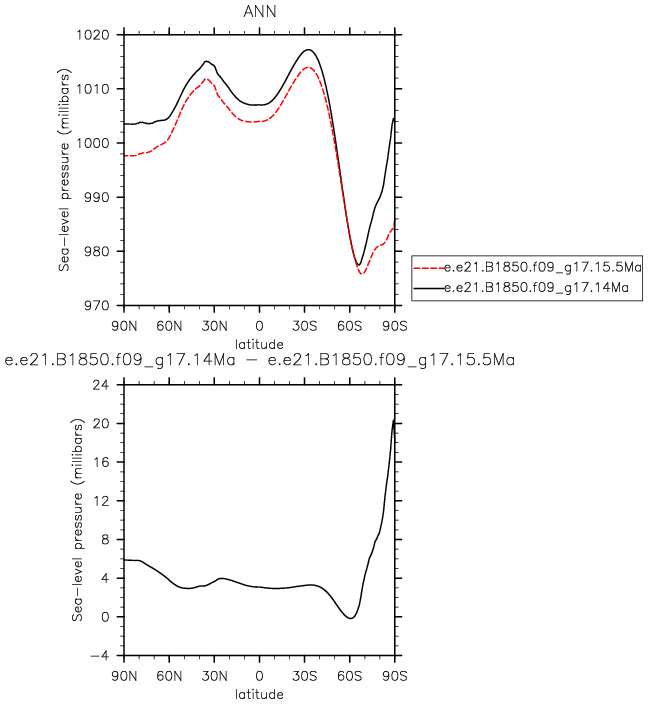 ANN
1020
1010
1000
990
980
970
Sea-level pressure (millibars)
90N 60N 30N 0 30S 60S 90S
latitude
e.e21.B1850.f09_g17.15.5Ma
e.e21.B1850.f09_g17.14Ma
e.e21.B1850.f09_g17.14Ma - e.e21.B1850.f09_g17.15.5Ma
24
20
16
12
8
4
0
-4
Sea-level pressure (millibars)
90N 60N 30N 0 30S 60S 90S
latitude